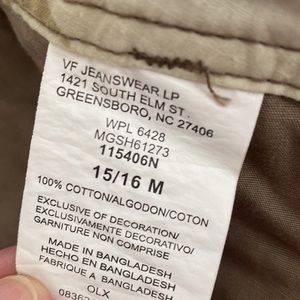 VF JEANSWEAR LP
1421 SOUTH ELM ST.
GREENSBORO, NC 27406
WPL 6428
MGSH61273
115406N
15/16 M
100% COTTON/ALGODON/COTON
EXCLUSIVE OF DECORATION/
EXCLUSIVAMENTE DECORATIVO/
GARNITURE NON COMPRISE
MADE IN BANGLADESH
HECHO EN BANGLADESH
FABRIQUE A BANGLADESH
OLX